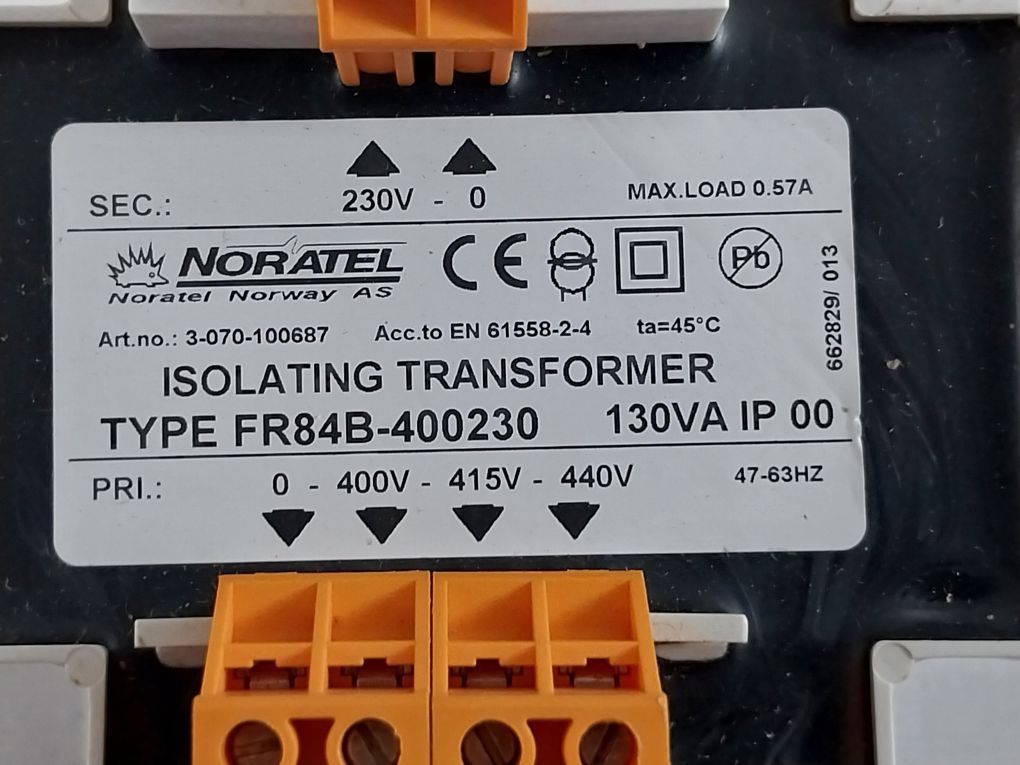 SEC.: 230V - 0 MAX.LOAD 0.57A
NORATEL CE Pb
Noratel Norway AS
Art.no.: 3-070-100687 Acc.to EN 61558-2-4 ta=45°C
ISOLATING TRANSFORMER
TYPE FR84B-400230 130VA IP 00
662829/ 013
PRI.: 0 - 400V - 415V - 440V 47-63HZ